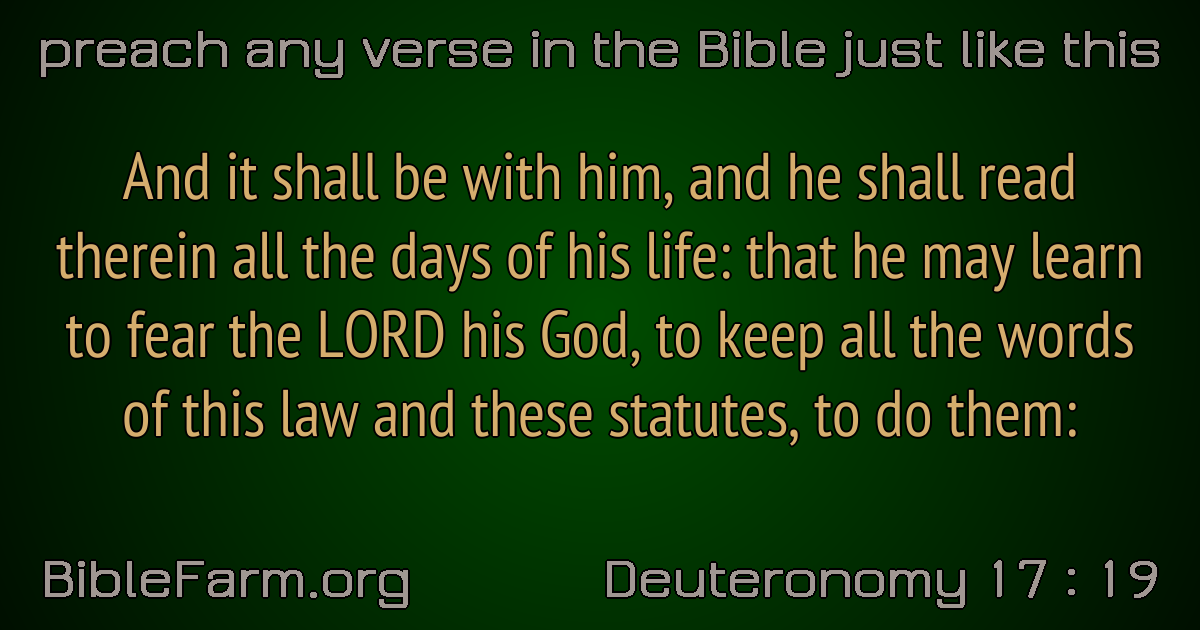 preach any verse in the Bible just like this
And it shall be with him, and he shall read
therein all the days of his life: that he may learn
to fear the LORD his God, to keep all the words
of this law and these statutes, to do them:
BibleFarm.org
Deuteronomy 17 : 19